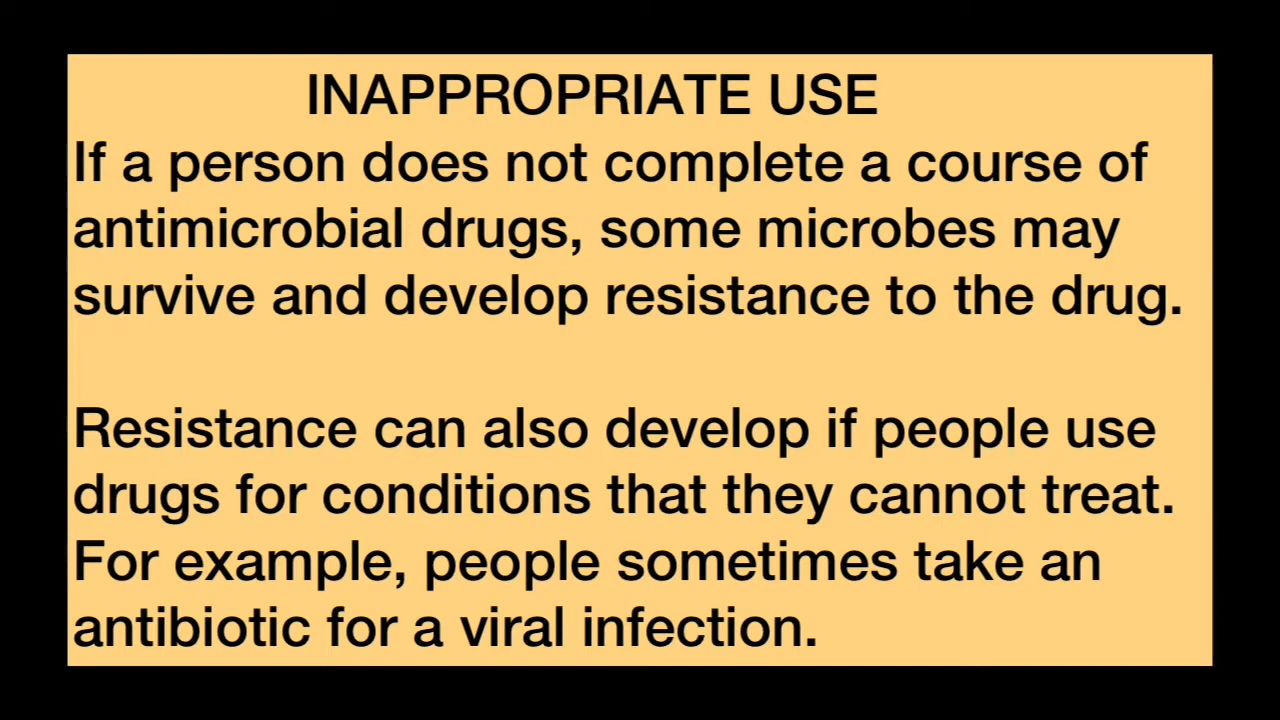 INAPPROPRIATE USE
If a person does not complete a course of
antimicrobial drugs, some microbes may
survive and develop resistance to the drug.
Resistance can also develop if people use
drugs for conditions that they cannot treat.
For example, people sometimes take an
antibiotic for a viral infection.